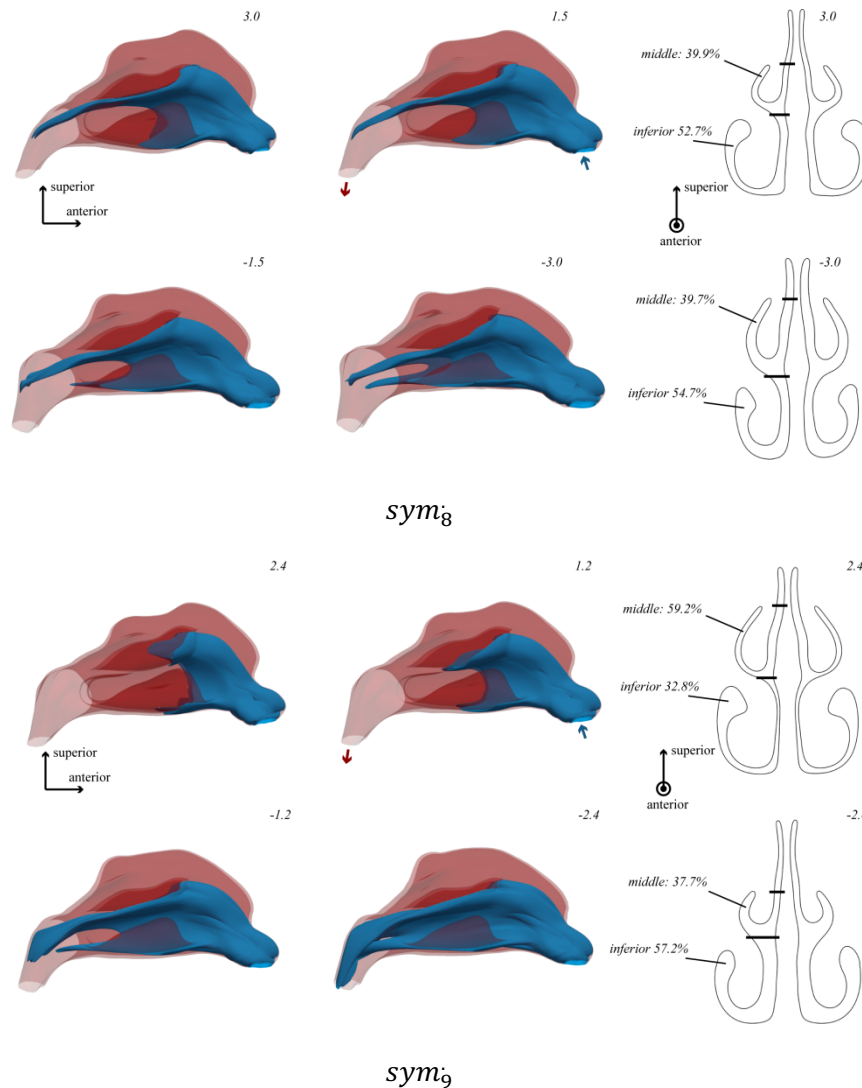 3.0
1.5
3.0
middle: 39.9%
inferior 52.7%
superior
anterior
superior
anterior
-1.5
-3.0
-3.0
middle: 39.7%
inferior 54.7%
sym8
2.4
1.2
2.4
middle: 59.2%
inferior 32.8%
superior
anterior
superior
anterior
-1.2
-2.4
-2.4
middle: 37.7%
inferior 57.2%
sym9